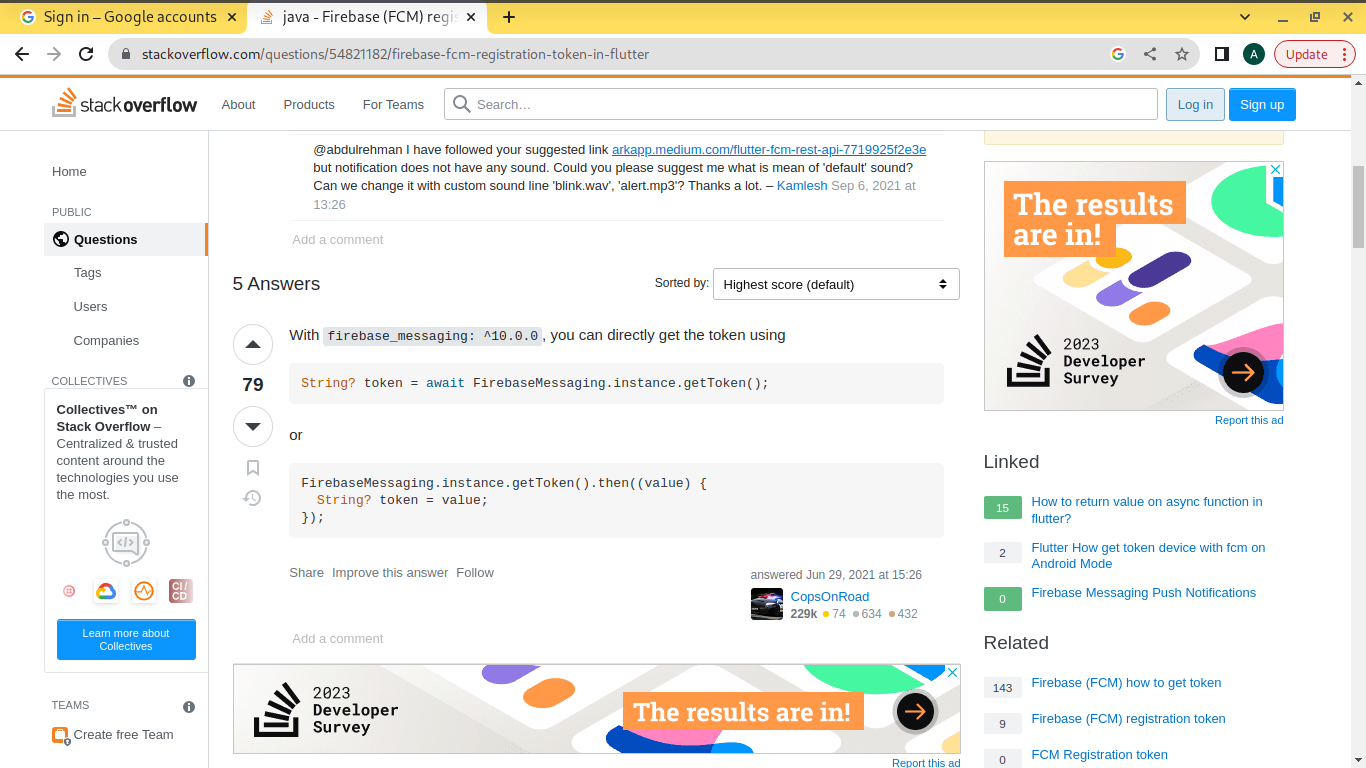 Sign in – Google accounts
java - Firebase (FCM) regis
stackoverflow.com/questions/54821182/firebase-fcm-registration-token-in-flutter
A
Update
stackoverflow
About
Products
For Teams
Search…
Log in
Sign up
Home
PUBLIC
Questions
Tags
Users
Companies
COLLECTIVES
Collectives™ on
Stack Overflow –
Centralized & trusted
content around the
technologies you use
the most.
CI/
CD
Learn more about
Collectives
TEAMS
Create free Team
@abdulrehman I have followed your suggested link arkapp.medium.com/flutter-fcm-rest-api-7719925f2e3e
but notification does not have any sound. Could you please suggest me what is mean of 'default' sound?
Can we change it with custom sound line 'blink.wav', 'alert.mp3'? Thanks a lot. – Kamlesh Sep 6, 2021 at
13:26
Add a comment
5 Answers
Sorted by:
Highest score (default)
79
With firebase_messaging: ^10.0.0, you can directly get the token using
String? token = await FirebaseMessaging.instance.getToken();
or
FirebaseMessaging.instance.getToken().then((value) {
  String? token = value;
});
Share Improve this answer Follow
answered Jun 29, 2021 at 15:26
CopsOnRoad
229k 74 634 432
Add a comment
2023
Developer
Survey
The results are in!
Report this ad
The results
are in!
2023
Developer
Survey
Report this ad
Linked
15 How to return value on async function in
flutter?
2 Flutter How get token device with fcm on
Android Mode
0 Firebase Messaging Push Notifications
Related
143 Firebase (FCM) how to get token
9 Firebase (FCM) registration token
0 FCM Registration token